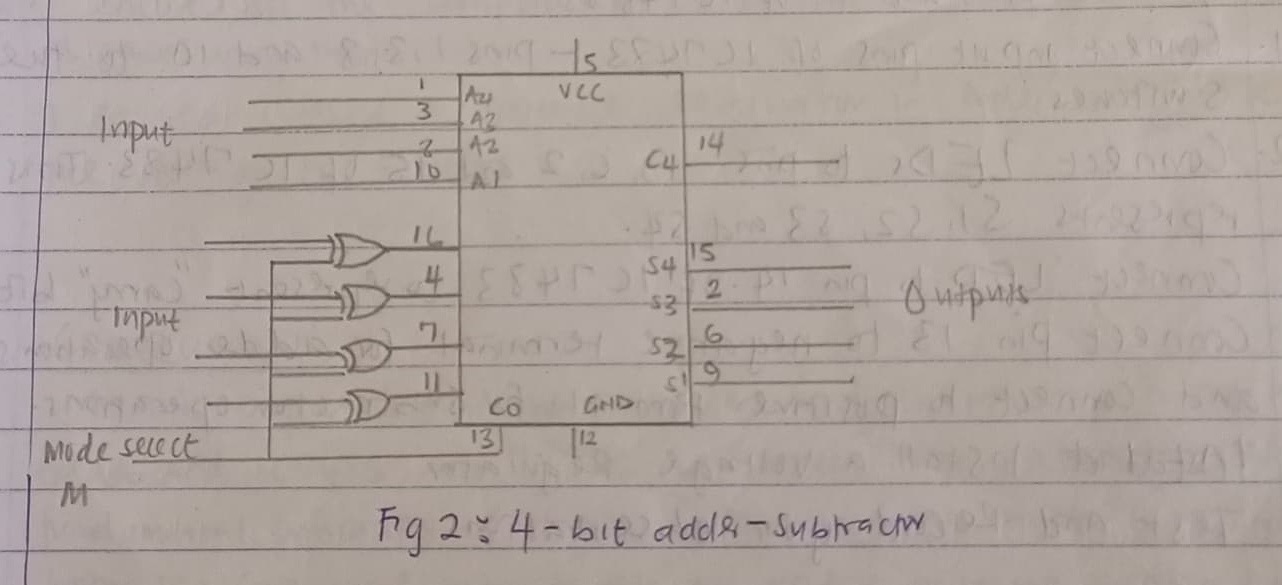 5
VCC
1 A4
3 A3
Input
2 A2
10 A1
C4 14
16
4
Input
7
11
S4 15
S3 2
Outputs
S2 6
S1 9
CO GND
13 12
Mode select
M
Fig 2: 4-bit adder-subtractor